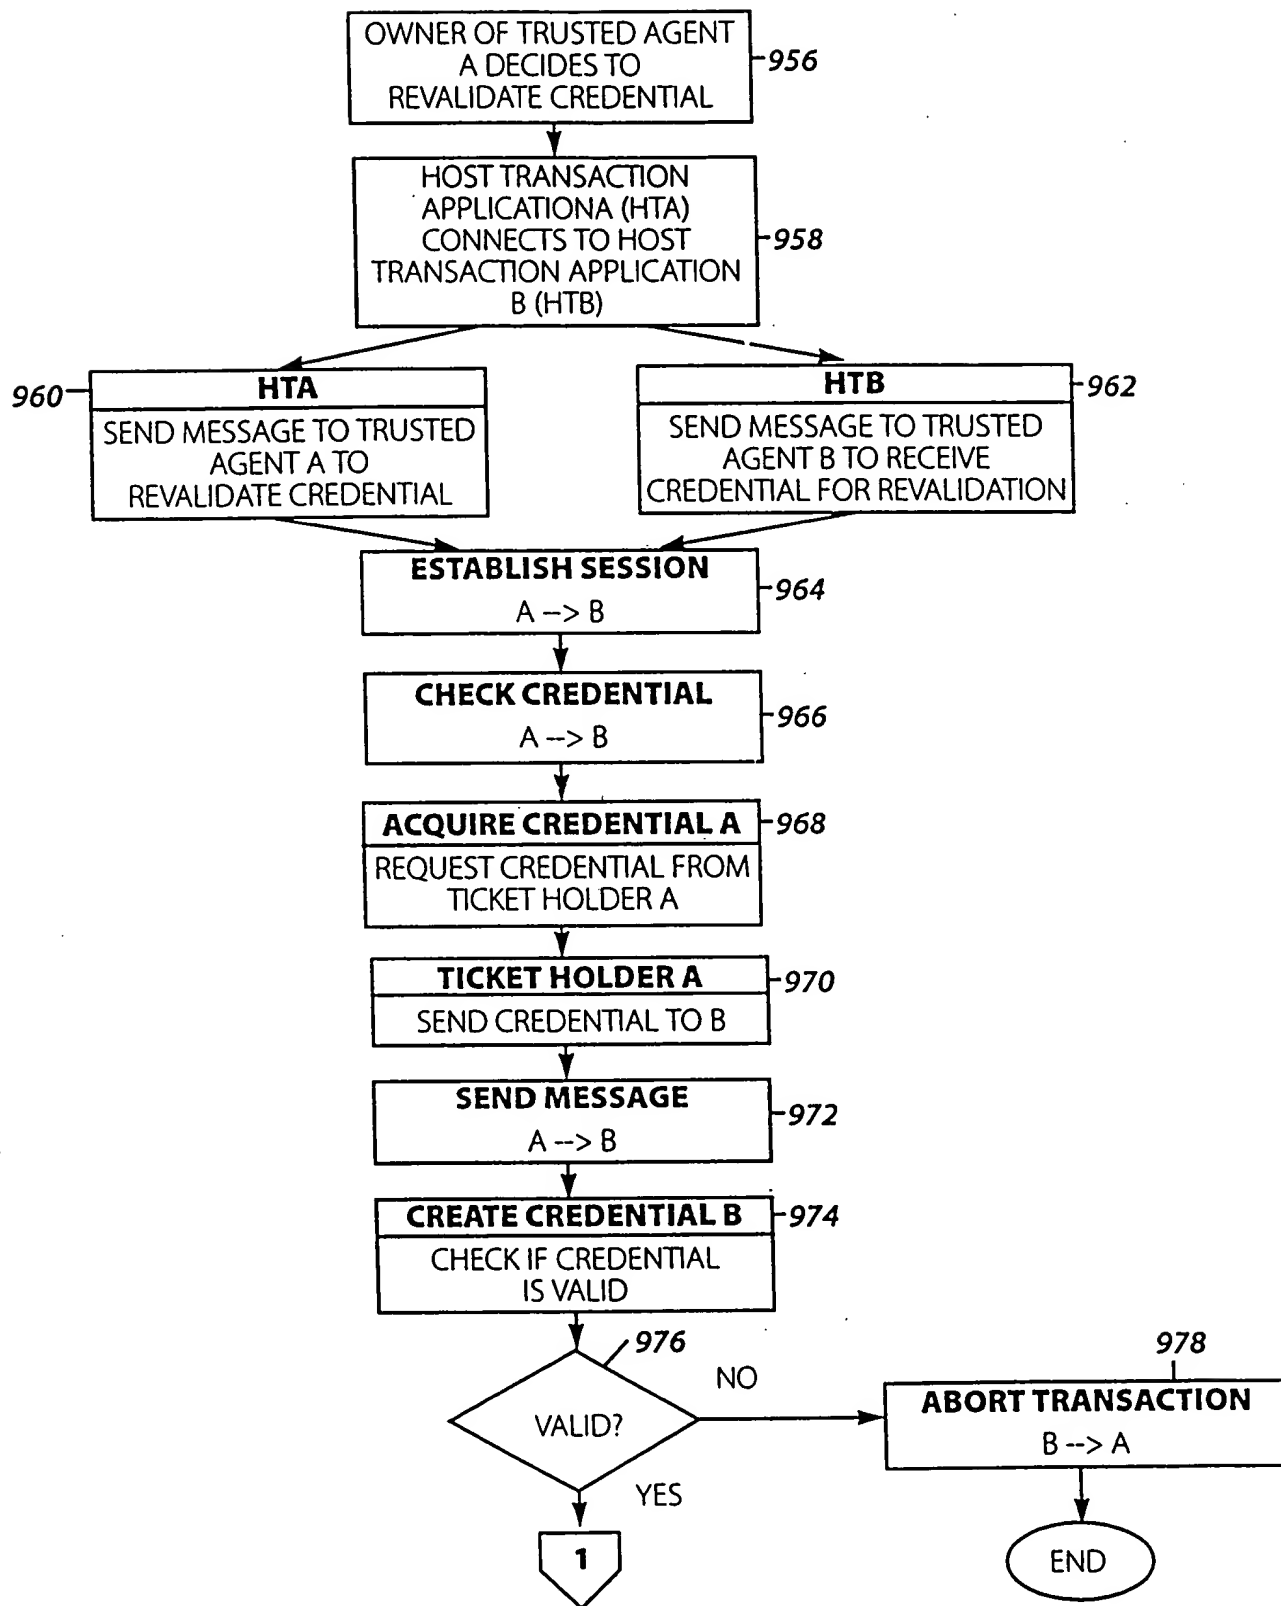 OWNER OF TRUSTED AGENT
A DECIDES TO
REVALIDATE CREDENTIAL
956
HOST TRANSACTION
APPLICATIONA (HTA)
CONNECTS TO HOST
TRANSACTION APPLICATION
B (HTB)
958
960
HTA
SEND MESSAGE TO TRUSTED
AGENT A TO
REVALIDATE CREDENTIAL
HTB
962
SEND MESSAGE TO TRUSTED
AGENT B TO RECEIVE
CREDENTIAL FOR REVALIDATION
ESTABLISH SESSION
A --> B
964
CHECK CREDENTIAL
A --> B
966
ACQUIRE CREDENTIAL A
968
REQUEST CREDENTIAL FROM
TICKET HOLDER A
TICKET HOLDER A
970
SEND CREDENTIAL TO B
SEND MESSAGE
A --> B
972
CREATE CREDENTIAL B
974
CHECK IF CREDENTIAL
IS VALID
976
VALID?
NO
978
ABORT TRANSACTION
B --> A
YES
1
END